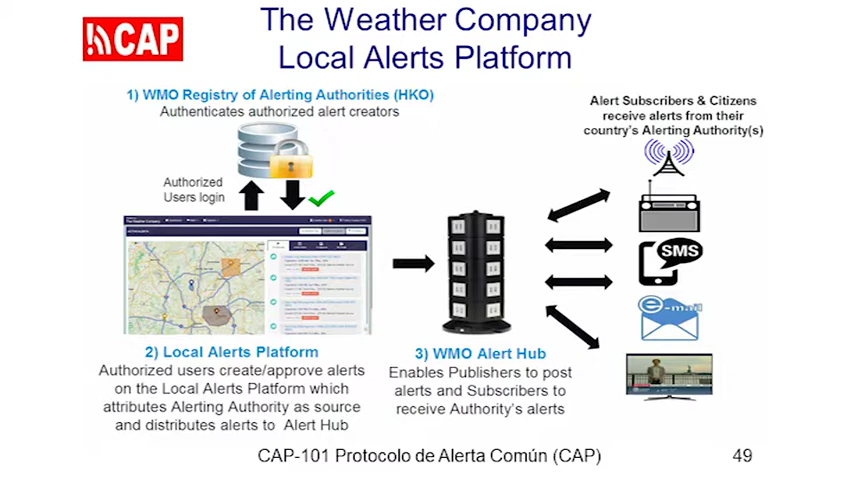 CAP
The Weather Company
Local Alerts Platform
1) WMO Registry of Alerting Authorities (HKO)
Authenticates authorized alert creators
Alert Subscribers & Citizens
receive alerts from their
country's Alerting Authority(s)
Authorized
Users login
The Weather Company
SMS
e-mail
2) Local Alerts Platform
Authorized users create/approve alerts
on the Local Alerts Platform which
attributes Alerting Authority as source
and distributes alerts to Alert Hub
3) WMO Alert Hub
Enables Publishers to post
alerts and Subscribers to
receive Authority's alerts
CAP-101 Protocolo de Alerta Común (CAP)
49